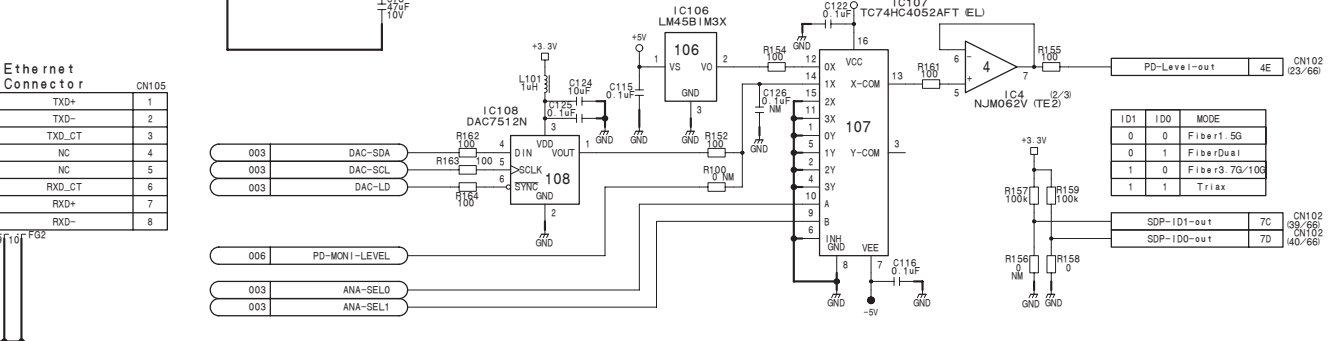 47uF
10V
Ethernet
Connector
CN105
TXD+ 1
TXD- 2
TXD_CT 3
NC 4
NC 5
RXD_CT 6
RXD+ 7
RXD- 8
10
FG2
+3.3V
L101
1uH
C124
10uF
C125
0.1uF
GND
IC108
DAC7512N
3
VDD
R162
100
4
DIN
VOUT
1
R163
100
5
SCLK
108
6
SYNC
R164
100
GND
2
GND
003 DAC-SDA
003 DAC-SCL
003 DAC-LD
006 PD-MONI-LEVEL
003 ANA-SEL0
003 ANA-SEL1
IC106
LM45BIM3X
+5V
1
VS
106
VO
2
GND
3
GND
C115
0.1uF
GND
R154
100
R152
100
R100
0 NM
C126
0.1uF
NM
GND
C122
0.1uF
GND
IC107
TC74HC4052AFT (EL)
16
VCC
12
0X
14
1X
15
2X
11
3X
1
0Y
5
1Y
2
2Y
4
3Y
10
A
9
B
6
INH
GND
VEE
X-COM
13
107
Y-COM
3
8
7
GND
-5V
C116
0.1uF
GND
R161
100
6
-
4
+
5
7
R155
100
IC4
(2/3)
NJM062V (TE2)
PD-Level-out 4E
CN102
(23/66)
ID1 ID0 MODE
0 0 Fiber1.5G
0 1 FiberDual
1 0 Fiber3.7G/10G
1 1 Triax
+3.3V
R157
100k
R159
100k
SDP-ID1-out 7C
CN102
(39/66)
SDP-ID0-out 7D
CN102
(40/66)
R156
0
NM
R158
0
GND
GND